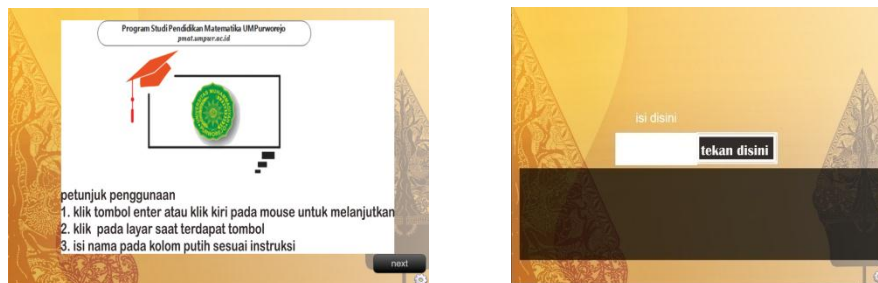 Program Studi Pendidikan Matematika UMPurworejo
pmat.umpwr.ac.id
petunjuk penggunaan
1. klik tombol enter atau klik kiri pada mouse untuk melanjutkan
2. klik pada layar saat terdapat tombol
3. isi nama pada kolom putih sesuai instruksi
next
isi disini
tekan disini